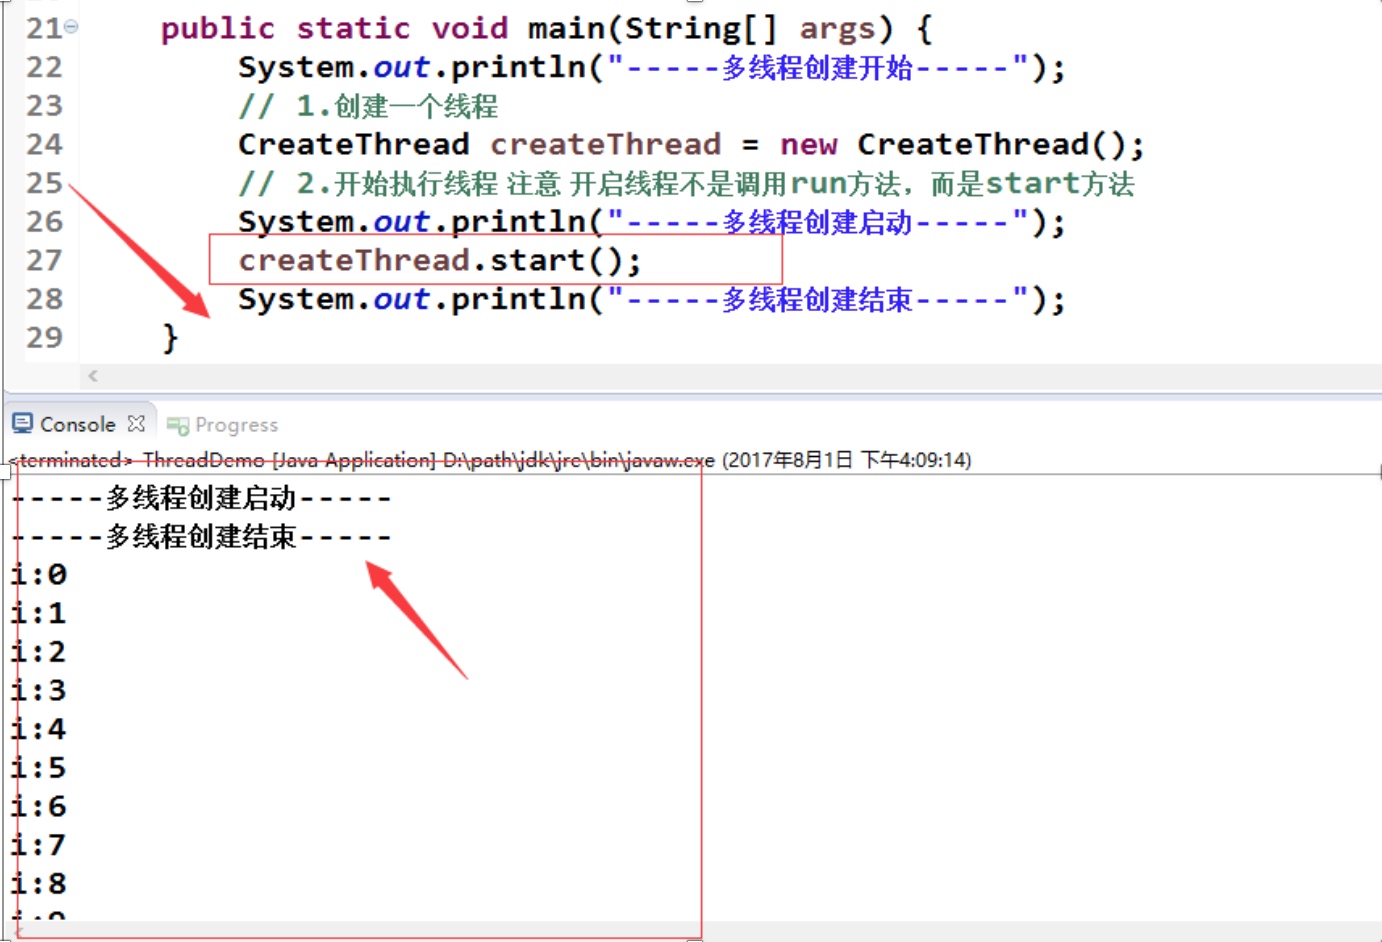 21 public static void main(String[] args) {
22 System.out.println("-----多线程创建开始-----");
23 // 1.创建一个线程
24 CreateThread createThread = new CreateThread();
25 // 2.开始执行线程 注意 开启线程不是调用run方法，而是start方法
26 System.out.println("-----多线程创建启动-----");
27 createThread.start();
28 System.out.println("-----多线程创建结束-----");
29 }
Console Progress
<terminated> ThreadDemo [Java Application] D:\path\jdk\jre\bin\javaw.exe (2017年8月1日 下午4:09:14)
-----多线程创建启动-----
-----多线程创建结束-----
i:0
i:1
i:2
i:3
i:4
i:5
i:6
i:7
i:8